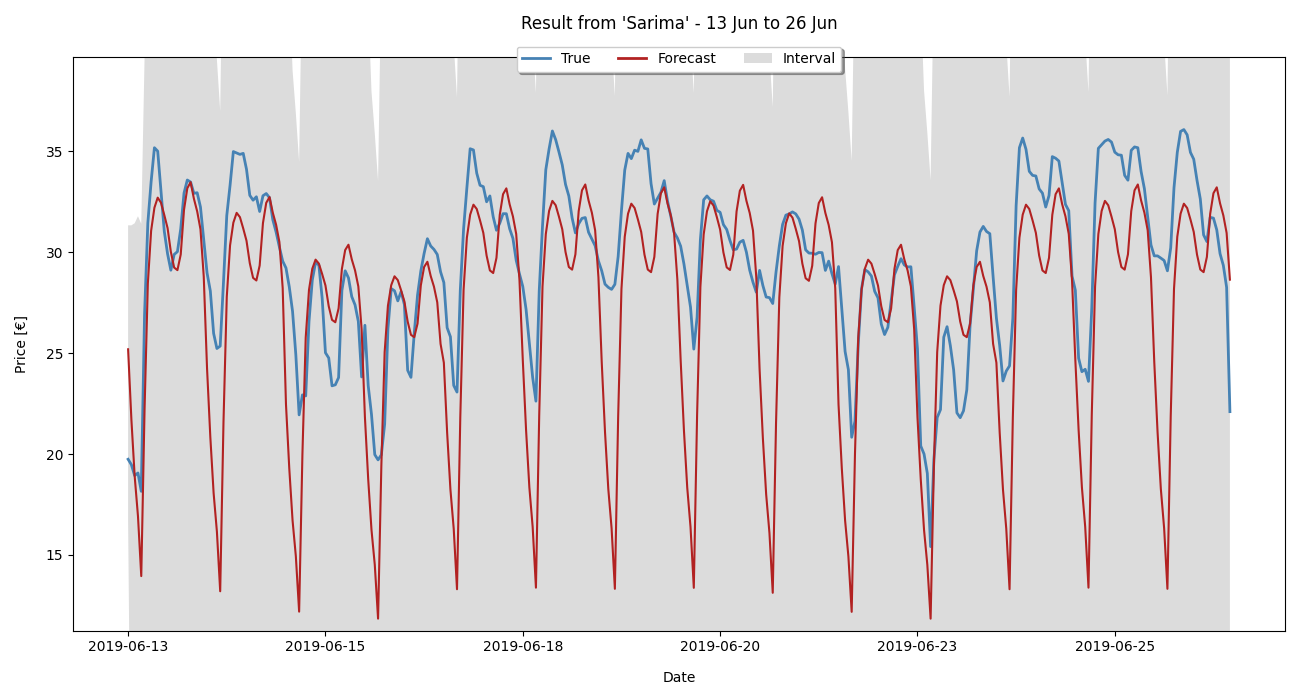 Result from 'Sarima' - 13 Jun to 26 Jun
True Forecast Interval
Price [€]
35
30
25
20
15
2019-06-13 2019-06-15 2019-06-18 2019-06-20 2019-06-23 2019-06-25
Date